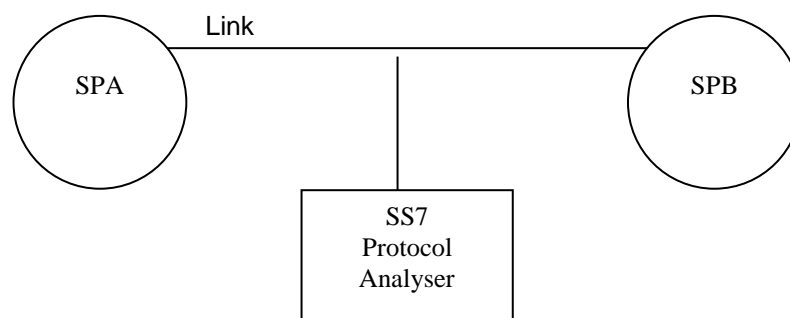 Link
SPA
SPB
SS7
Protocol
Analyser